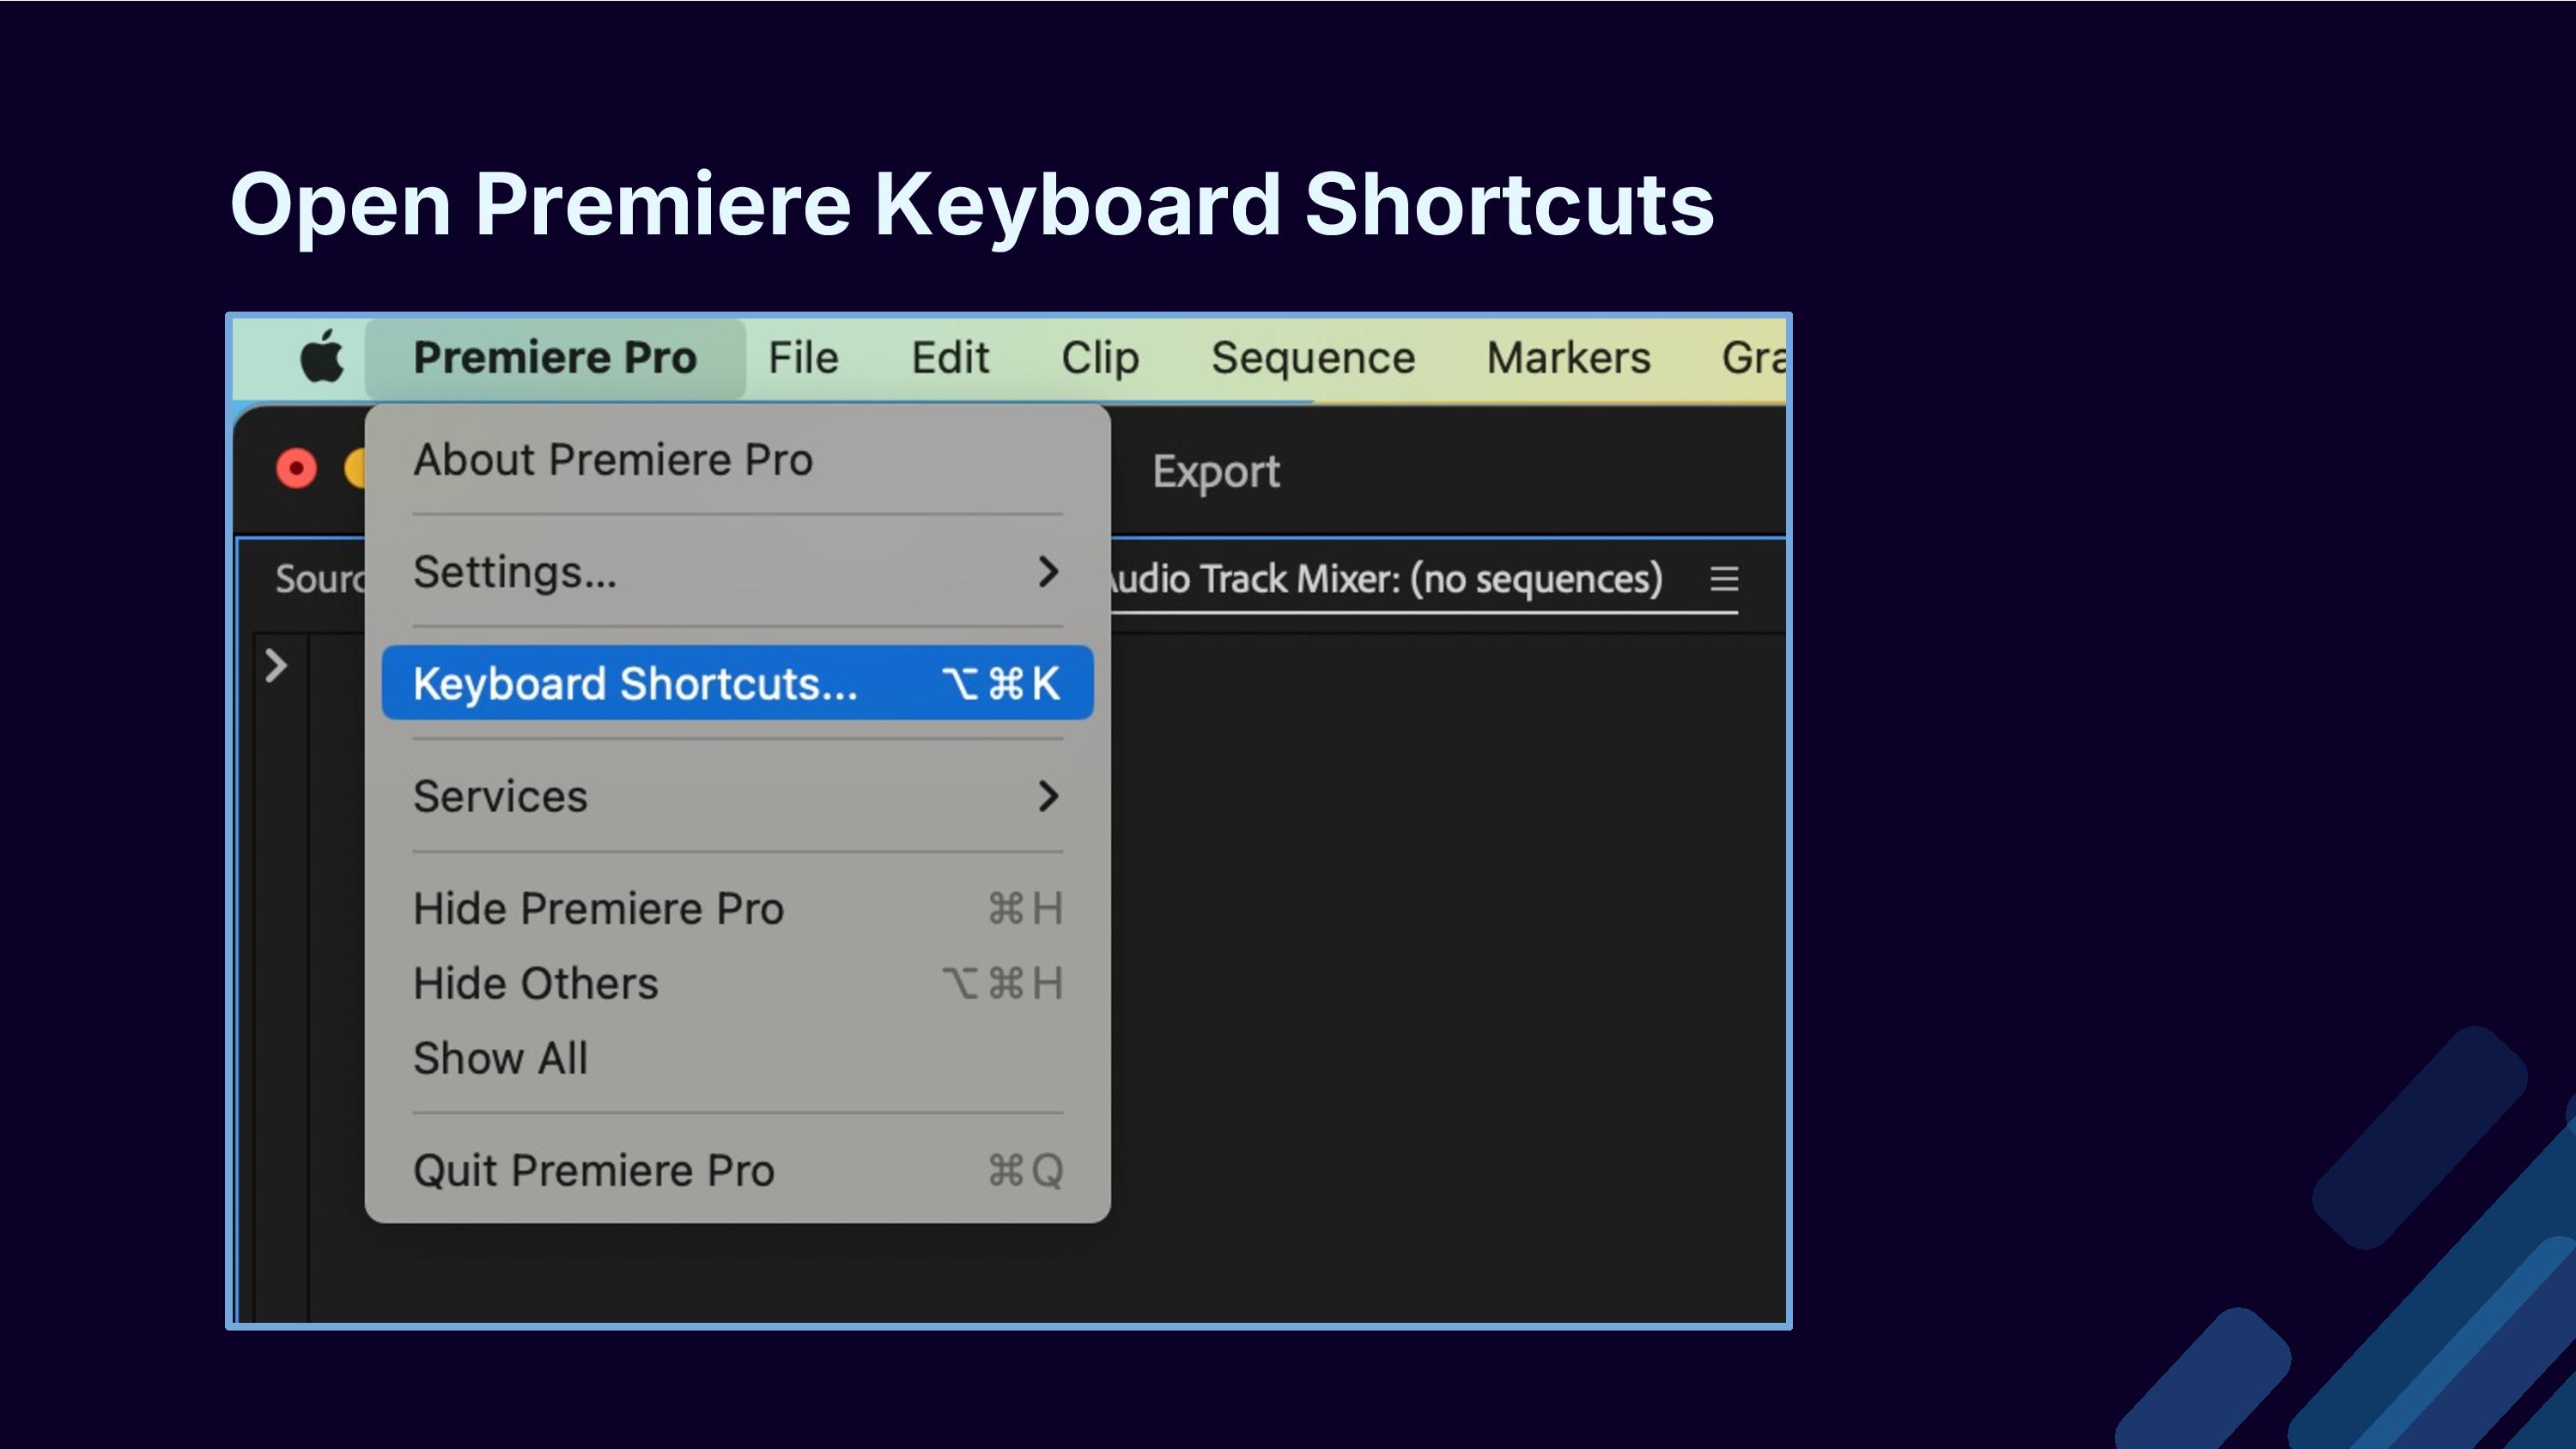 Open Premiere Keyboard Shortcuts
Premiere Pro File Edit Clip Sequence Markers Gra
About Premiere Pro
Export
Settings...
Sourc
udio Track Mixer: (no sequences)
Keyboard Shortcuts... ⌥⌘K
Services
Hide Premiere Pro ⌘H
Hide Others ⌥⌘H
Show All
Quit Premiere Pro ⌘Q